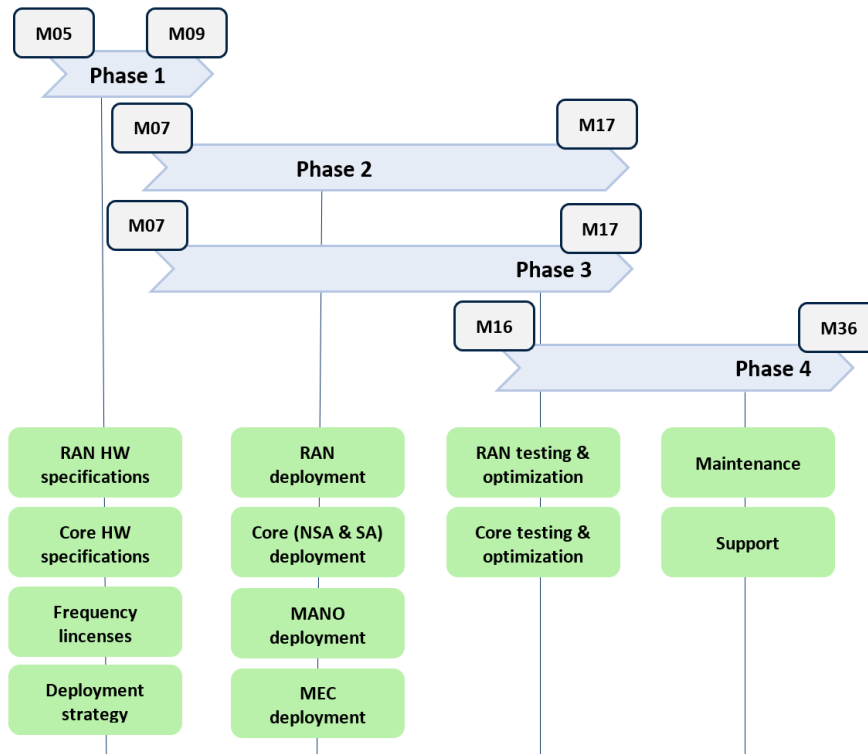 M05
M09
Phase 1
M07
M17
Phase 2
M07
M17
Phase 3
M16
M36
Phase 4
RAN HW
specifications
Core HW
specifications
Frequency
lincenses
Deployment
strategy
RAN
deployment
Core (NSA & SA)
deployment
MANO
deployment
MEC
deployment
RAN testing &
optimization
Core testing &
optimization
Maintenance
Support